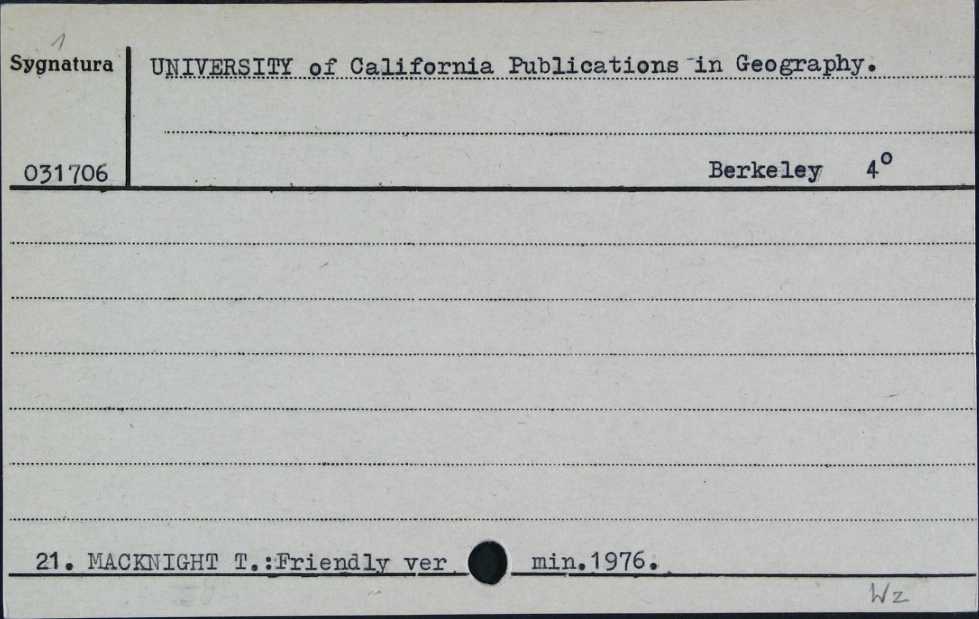 1
Sygnatura
UNIVERSITY of California Publications in Geography.
031706
Berkeley 4°
21. MACKNIGHT T.:Friendly ver min.1976.
Wz